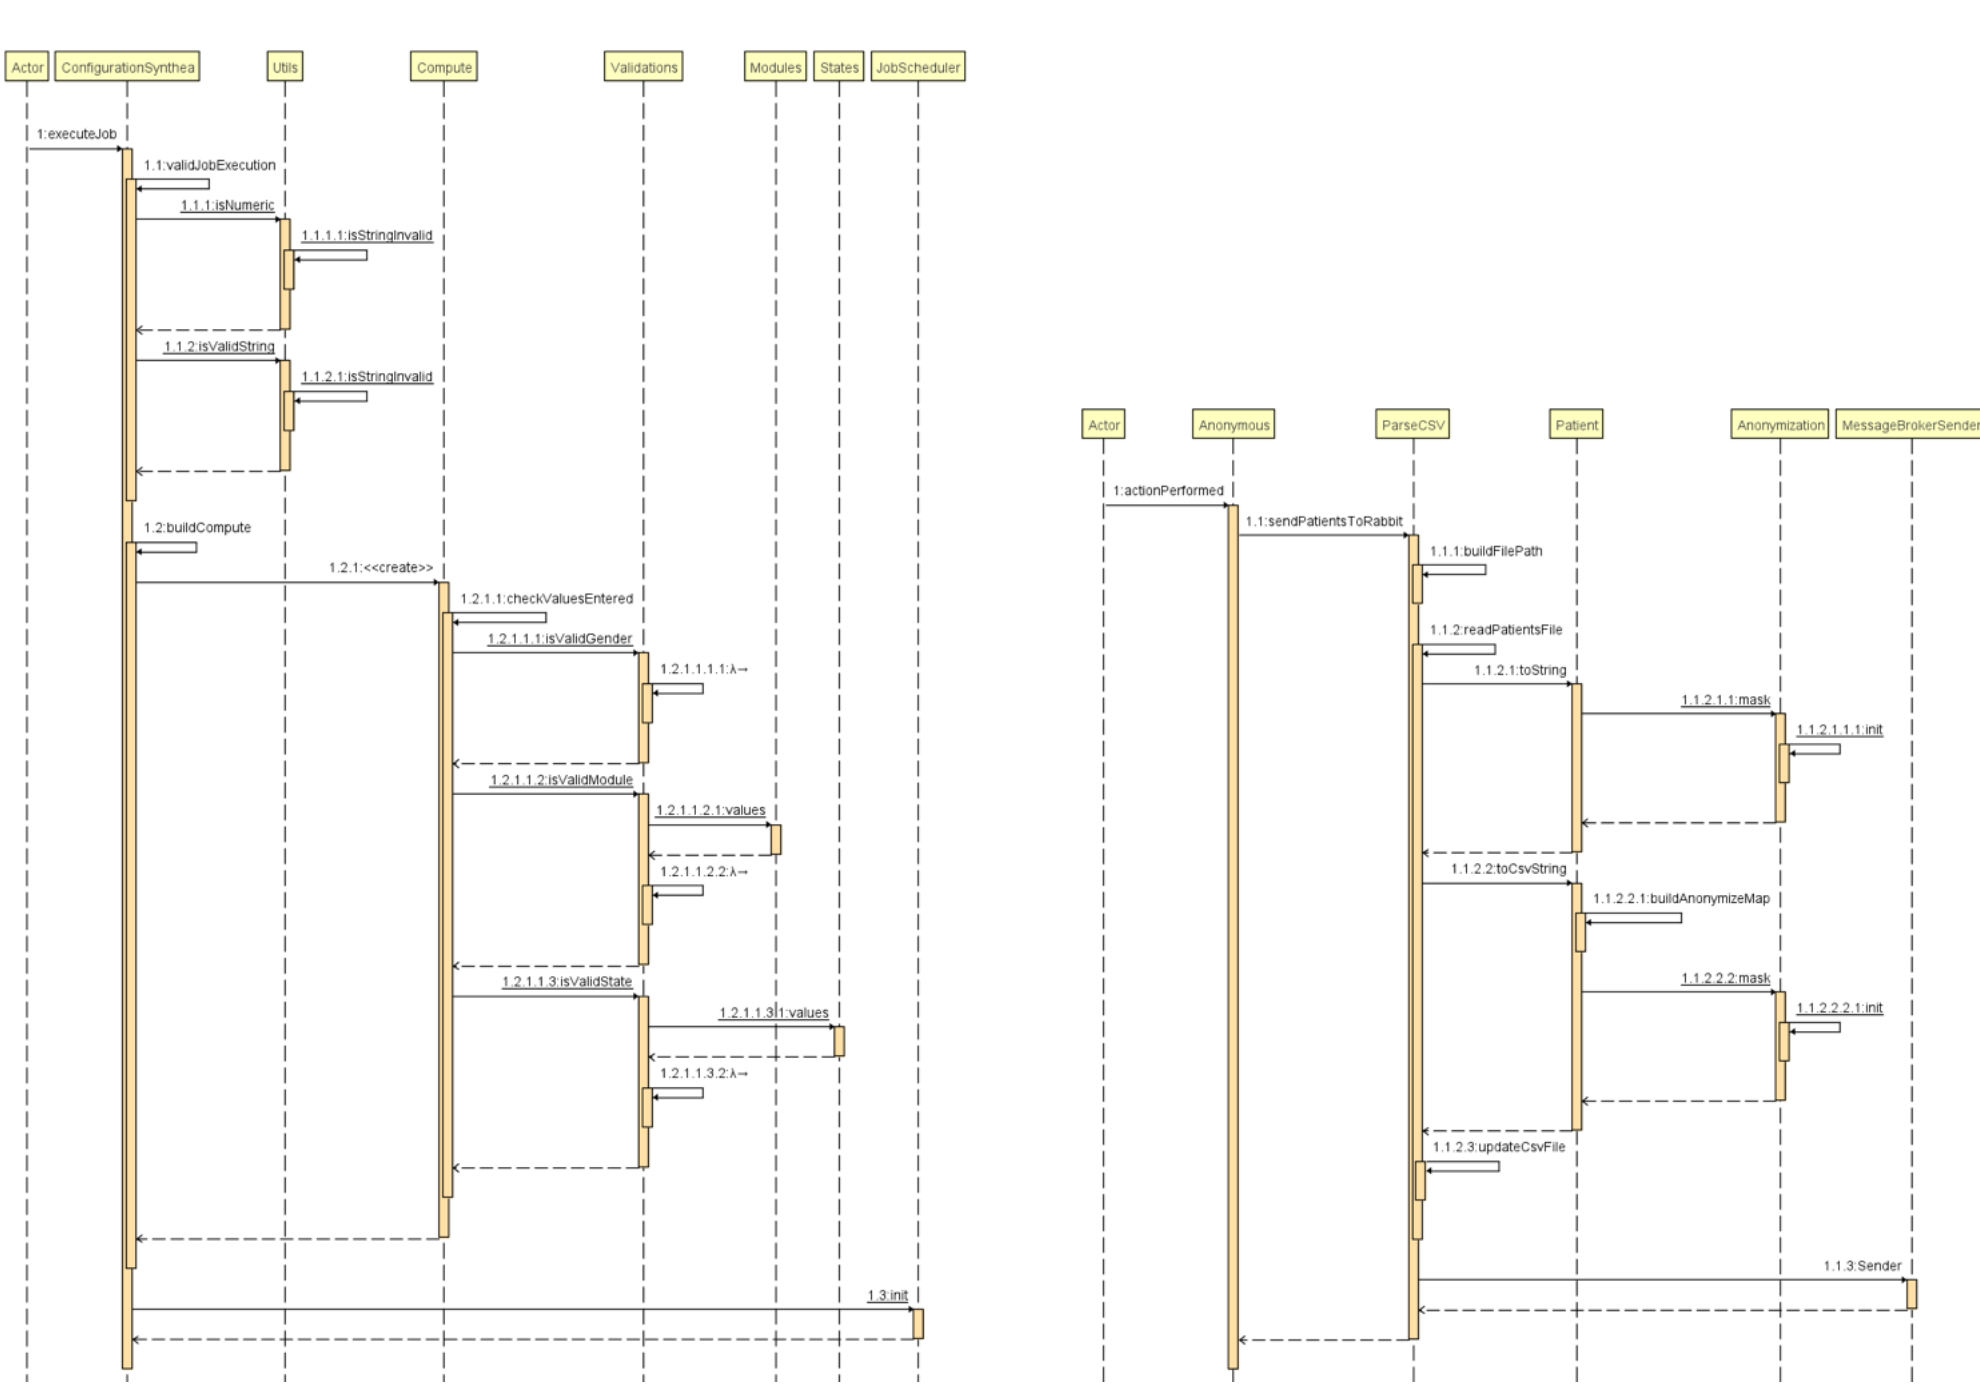 Actor
ConfigurationSynthea
Utils
Compute
Validations
Modules
States
JobScheduler
1:executeJob
1.1:validJobExecution
1.1.1:isNumeric
1.1.1.1:isStringInvalid
1.1.2:isValidString
1.1.2.1:isStringInvalid
1.2:buildCompute
1.2.1:<<create>>
1.2.1.1:checkValuesEntered
1.2.1.1.1:isValidGender
1.2.1.1.1.1:λ→
1.2.1.1.2:isValidModule
1.2.1.1.2.1:values
1.2.1.1.2.2:λ→
1.2.1.1.3:isValidState
1.2.1.1.3.1:values
1.2.1.1.3.2:λ→
1.3:init
Actor
Anonymous
ParseCSV
Patient
Anonymization
MessageBrokerSender
1:actionPerformed
1.1:sendPatientsToRabbit
1.1.1:buildFilePath
1.1.2:readPatientsFile
1.1.2.1:toString
1.1.2.1.1:mask
1.1.2.1.1.1:init
1.1.2.2:toCsvString
1.1.2.2.1:buildAnonymizeMap
1.1.2.2.2:mask
1.1.2.2.2.1:init
1.1.2.3:updateCsvFile
1.1.3:Sender